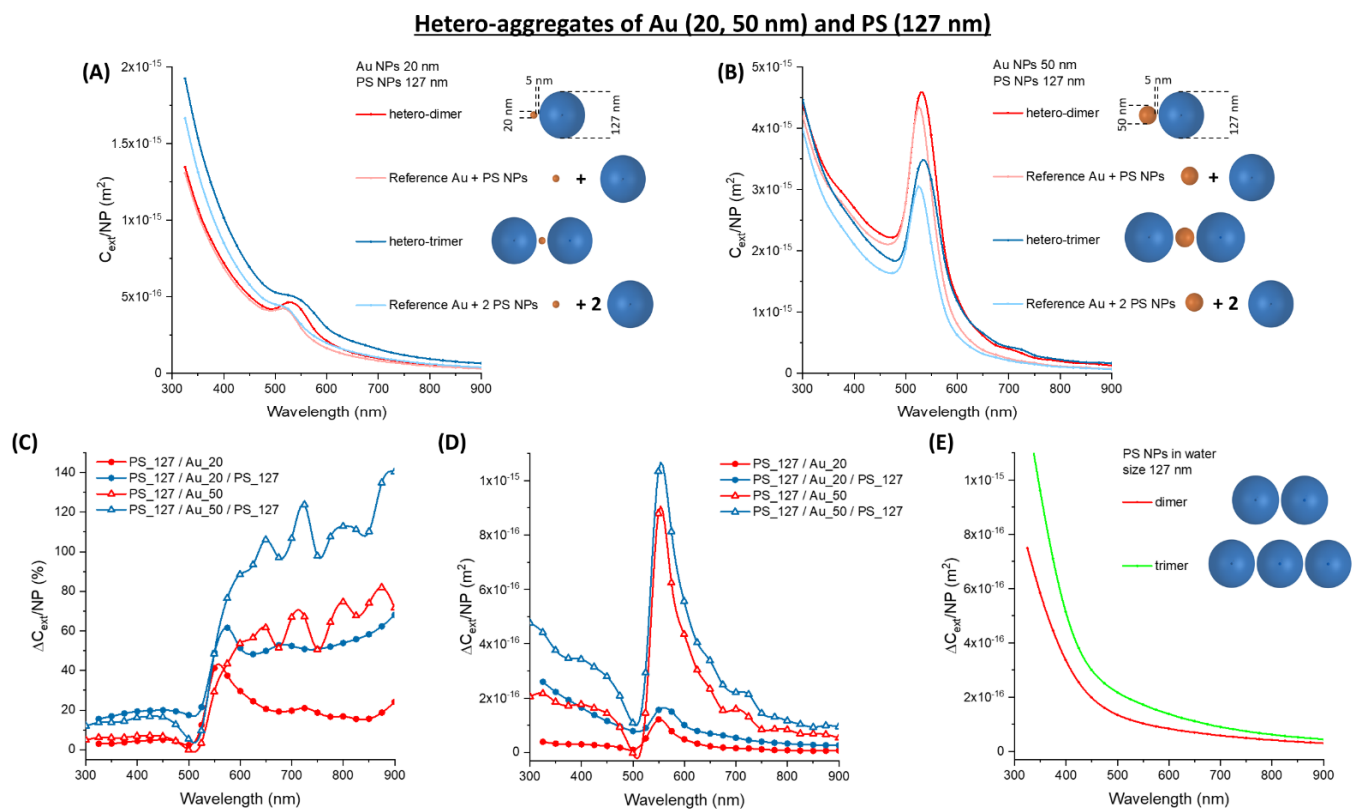 Hetero-aggregates of Au (20, 50 nm) and PS (127 nm)
(A)
2x10⁻¹⁵
1.5x10⁻¹⁵
1x10⁻¹⁵
5x10⁻¹⁶
0
C_ext/NP (m²)
300 400 500 600 700 800 900
Wavelength (nm)
Au NPs 20 nm
PS NPs 127 nm
hetero-dimer
5 nm
20 nm
127 nm
Reference Au + PS NPs
+
hetero-trimer
Reference Au + 2 PS NPs
+ 2
(B)
5x10⁻¹⁵
4x10⁻¹⁵
3x10⁻¹⁵
2x10⁻¹⁵
1x10⁻¹⁵
0
C_ext/NP (m²)
300 400 500 600 700 800 900
Wavelength (nm)
Au NPs 50 nm
PS NPs 127 nm
hetero-dimer
5 nm
50 nm
127 nm
Reference Au + PS NPs
+
hetero-trimer
Reference Au + 2 PS NPs
+ 2
(C)
140
120
100
80
60
40
20
0
ΔC_ext/NP (%)
300 400 500 600 700 800 900
Wavelength (nm)
PS_127 / Au_20
PS_127 / Au_20 / PS_127
PS_127 / Au_50
PS_127 / Au_50 / PS_127
(D)
1x10⁻¹⁵
8x10⁻¹⁶
6x10⁻¹⁶
4x10⁻¹⁶
2x10⁻¹⁶
0
ΔC_ext/NP (m²)
300 400 500 600 700 800 900
Wavelength (nm)
PS_127 / Au_20
PS_127 / Au_20 / PS_127
PS_127 / Au_50
PS_127 / Au_50 / PS_127
(E)
1x10⁻¹⁵
8x10⁻¹⁶
6x10⁻¹⁶
4x10⁻¹⁶
2x10⁻¹⁶
0
ΔC_ext/NP (m²)
300 400 500 600 700 800 900
Wavelength (nm)
PS NPs in water
size 127 nm
dimer
trimer